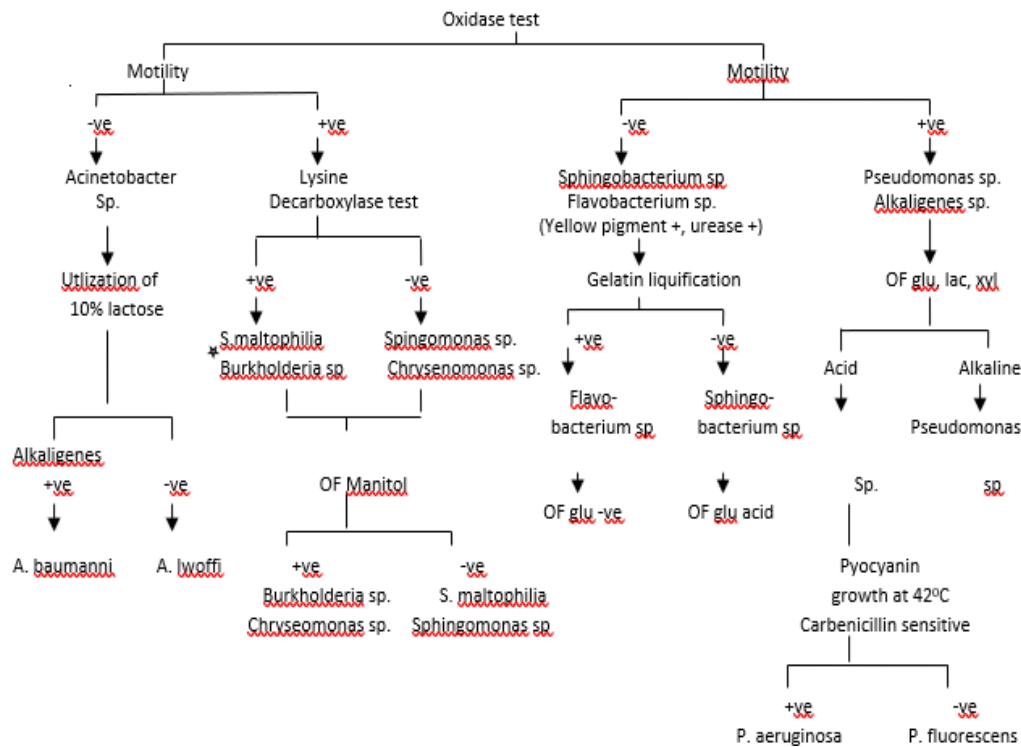 Oxidase test
Motility
Motility
-ve
+ve
-ve
+ve
Acinetobacter
Sp.
Lysine
Decarboxylase test
Sphingobacterium sp
Flavobacterium sp.
(Yellow pigment +, urease +)
Pseudomonas sp.
Alkaligenes sp.
Utlization of
10% lactose
+ve
-ve
Gelatin liquification
OF glu, lac, xyl
S.maltophilia
Burkholderia sp
Spingomonas sp.
Chrysenomonas sp.
+ve
-ve
Acid
Alkaline
Flavo-
bacterium sp
Sphingo-
bacterium sp
Pseudomonas
Alkaligenes
+ve
-ve
OF Manitol
Sp.
sp
OF glu -ve
OF glu acid
A. baumanni
A. lwoffi
+ve
-ve
Burkholderia sp.
Chryseomonas sp.
S. maltophilia
Sphingomonas sp
Pyocyanin
growth at 42⁰C
Carbenicillin sensitive
+ve
-ve
P. aeruginosa
P. fluorescens